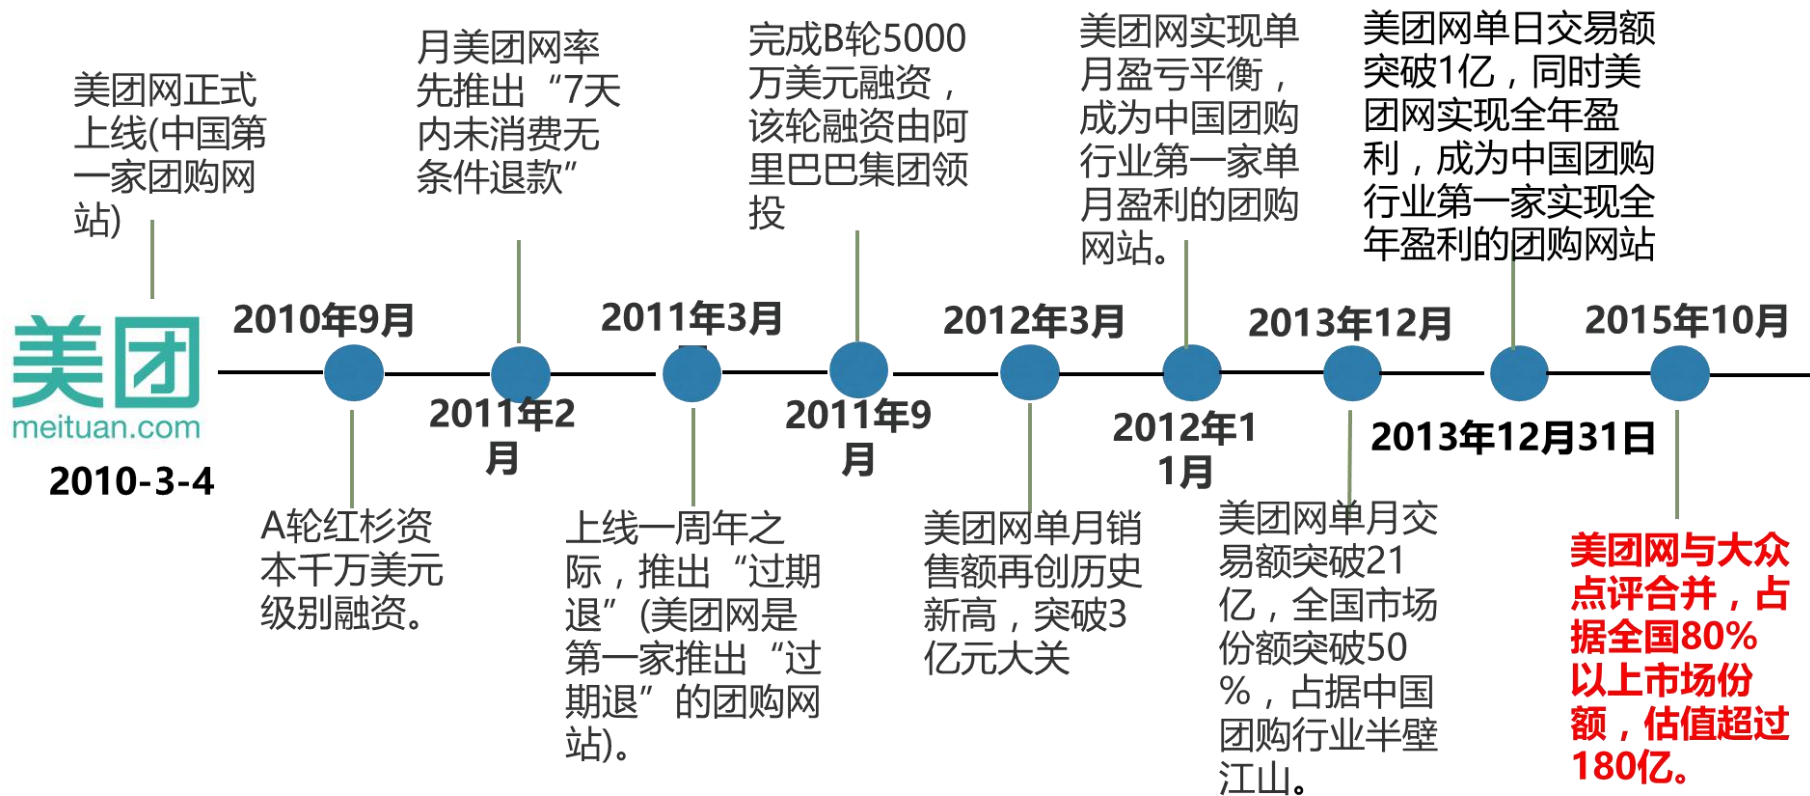 美团网正式
上线(中国第
一家团购网
站)
月美团网率
先推出“7天
内未消费无
条件退款”
完成B轮5000
万美元融资，
该轮融资由阿
里巴巴集团领
投
美团网实现单
月盈亏平衡，
成为中国团购
行业第一家单
月盈利的团购
网站。
美团网单日交易额
突破1亿，同时美
团网实现全年盈
利，成为中国团购
行业第一家实现全
年盈利的团购网站
美团
meituan.com
2010-3-4
2010年9月
2011年2
月
2011年3月
2011年9
月
2012年3月
2012年1
1月
2013年12月
2013年12月31日
2015年10月
A轮红杉资
本千万美元
级别融资。
上线一周年之
际，推出“过期
退”(美团网是
第一家推出“过
期退”的团购网
站)。
美团网单月销
售额再创历史
新高，突破3
亿元大关
美团网单月交
易额突破21
亿，全国市场
份额突破50
%，占据中国
团购行业半壁
江山。
美团网与大众
点评合并，占
据全国80%
以上市场份
额，估值超过
180亿。